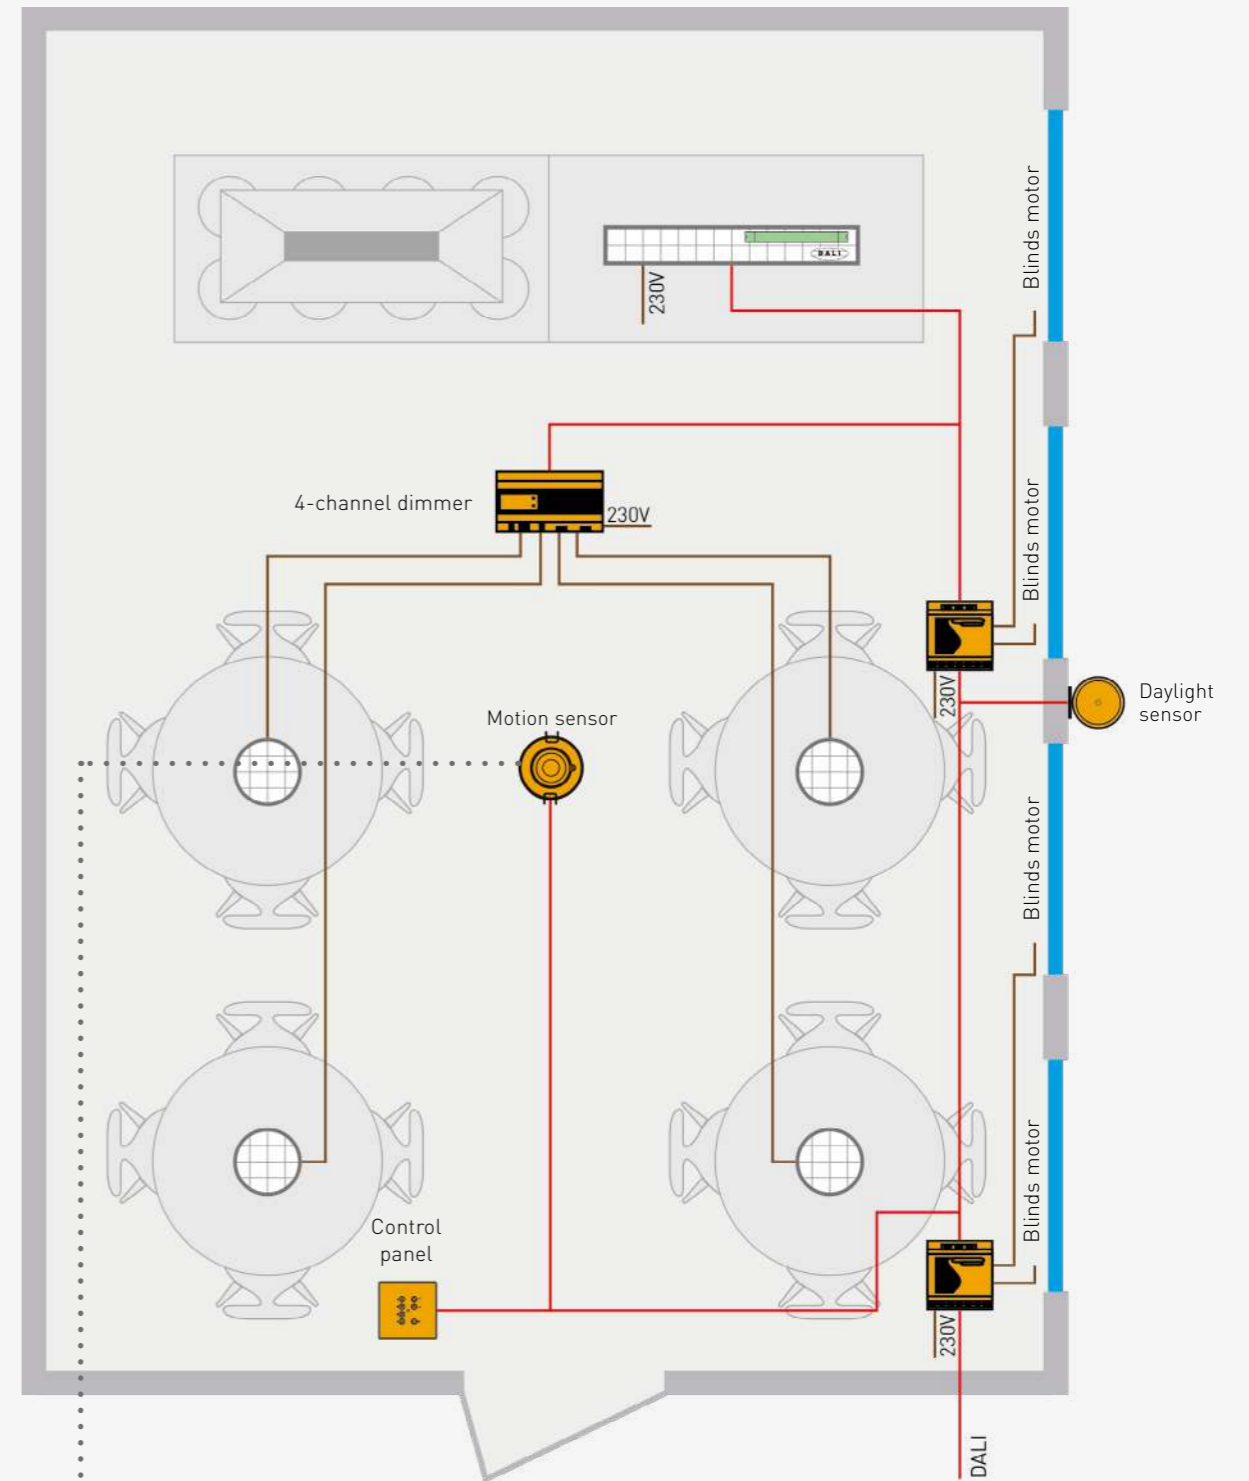 Blinds motor
DALI
230V
Blinds motor
4-channel dimmer
230V
Motion sensor
230V
Daylight
sensor
Blinds motor
Blinds motor
Control
panel
230V
DALI